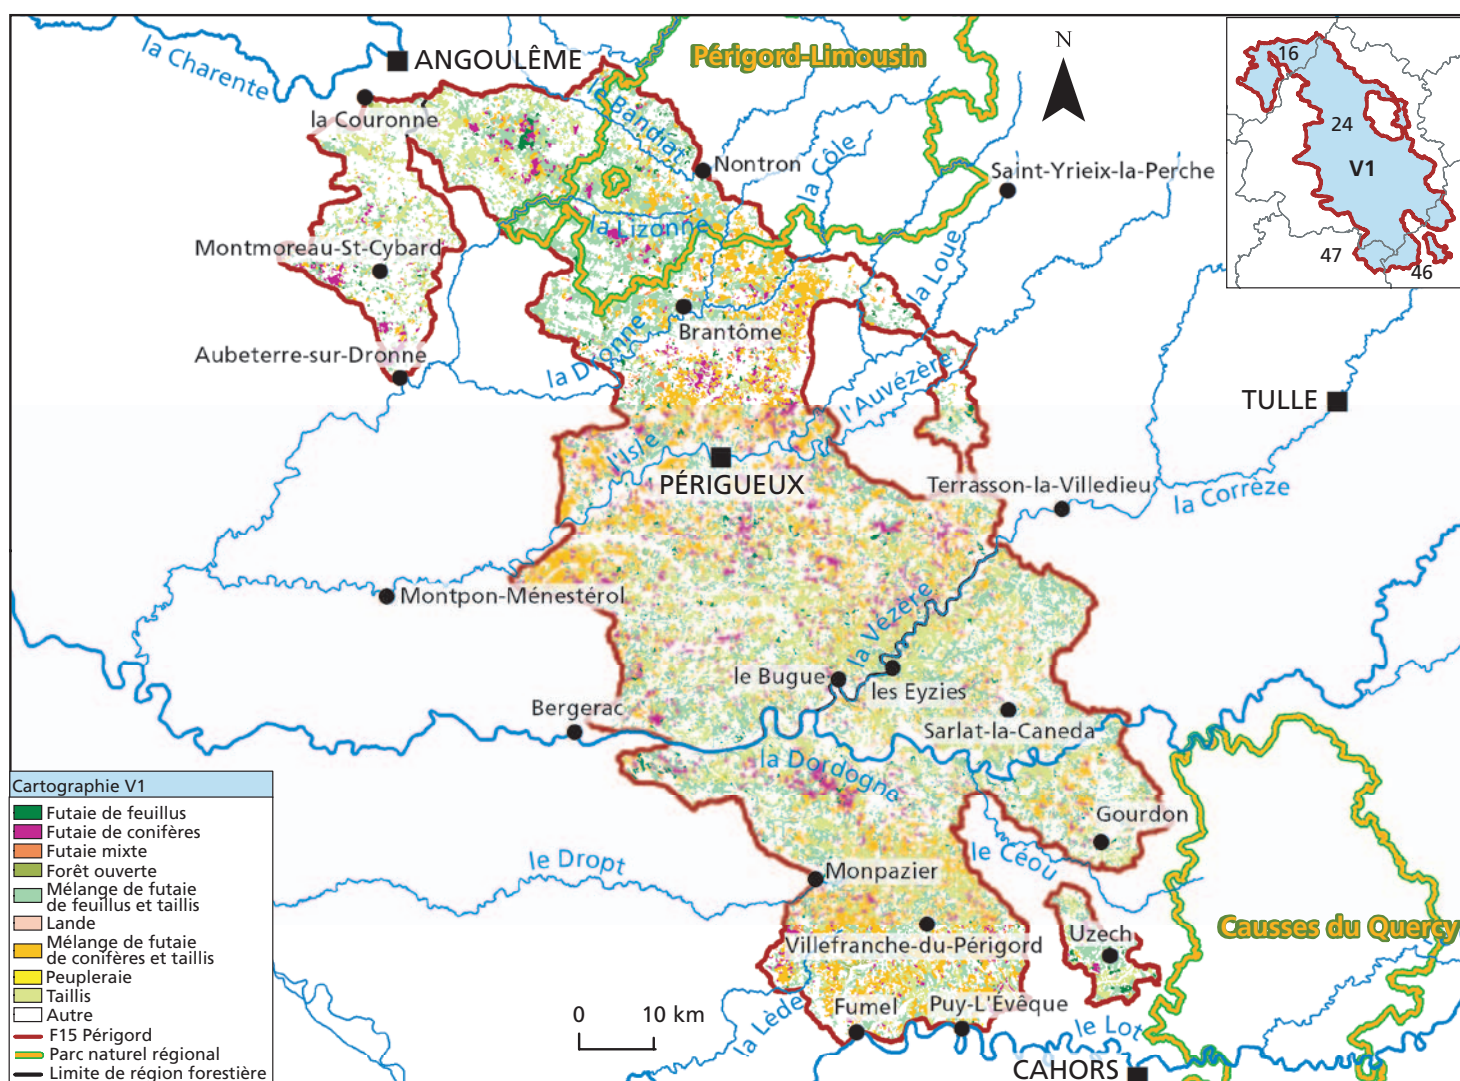 la Charente
ANGOULÊME
Périgord-Limousin
N
16
24
V1
47
46
la Couronne
le Bandiat
Nontron
la Côle
Saint-Yrieix-la-Perche
la Lizonne
Montmoreau-St-Cybard
la Loue
Brantôme
Aubeterre-sur-Dronne
la Dronne
l'Auvézère
TULLE
l'Isle
PÉRIGUEUX
Terrasson-la-Villedieu
la Corrèze
Montpon-Ménestérol
la Vézère
le Bugue
les Eyzies
Bergerac
Sarlat-la-Caneda
la Dordogne
Gourdon
le Céou
le Dropt
Monpazier
Uzech
Causses du Quercy
Villefranche-du-Périgord
Fumel
Puy-L'Évêque
la Lède
le Lot
CAHORS
0 10 km
Cartographie V1
Futaie de feuillus
Futaie de conifères
Futaie mixte
Forêt ouverte
Mélange de futaie
de feuillus et taillis
Lande
Mélange de futaie
de conifères et taillis
Peupleraie
Taillis
Autre
F15 Périgord
Parc naturel régional
Limite de région forestière